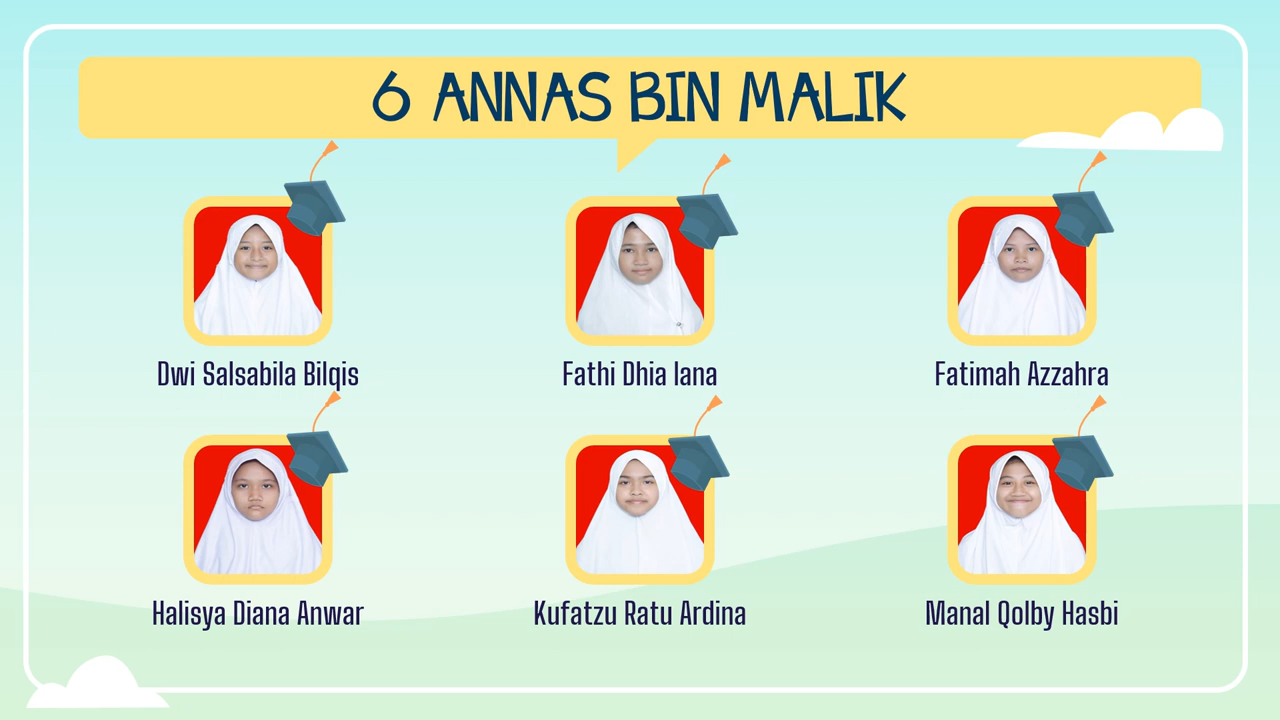 6 ANNAS BIN MALIK
Dwi Salsabila Bilqis
Fathi Dhia Iana
Fatimah Azzahra
Halisya Diana Anwar
Kufatzu Ratu Ardina
Manal Qolby Hasbi